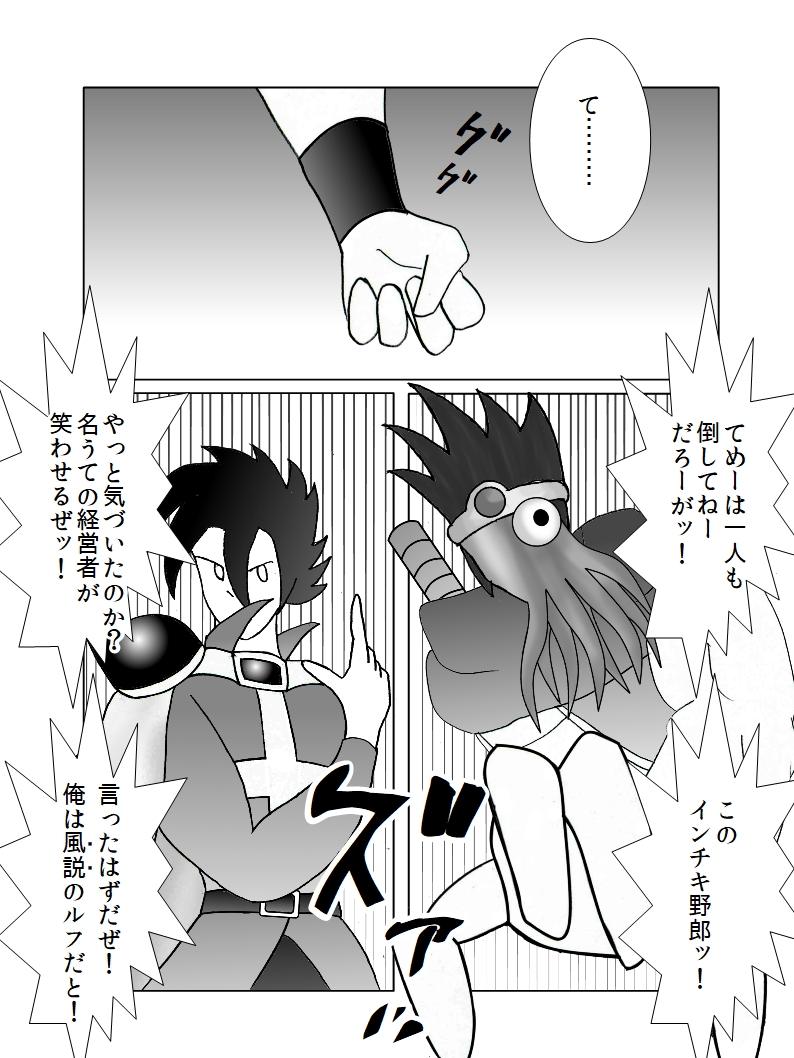 て………
グッ
グッ
てめーは一人も
倒してねー
だろーがッ！
この
インチキ野郎ッ！
やっと気づいたのか？
名うての経営者が
笑わせるぜッ！
言ったはずだぜ！
俺は風説のルフだと！